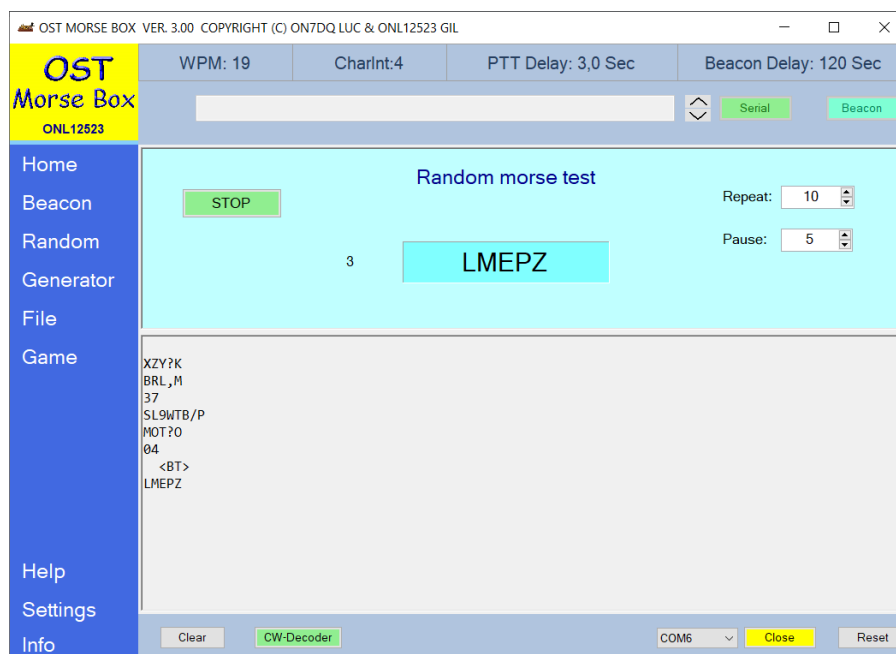 OST MORSE BOX VER. 3.00 COPYRIGHT (C) ON7DQ LUC & ONL12523 GIL
OST
Morse Box
ONL12523
WPM: 19 CharInt:4 PTT Delay: 3,0 Sec Beacon Delay: 120 Sec
Serial Beacon
Home
Beacon
Random
Generator
File
Game
Help
Settings
Info
Random morse test
STOP
Repeat: 10
Pause: 5
3 LMEPZ
XZY?K
BRL,M
37
SL9WTB/P
MOT?O
04
<BT>
LMEPZ
Clear CW-Decoder COM6 Close Reset